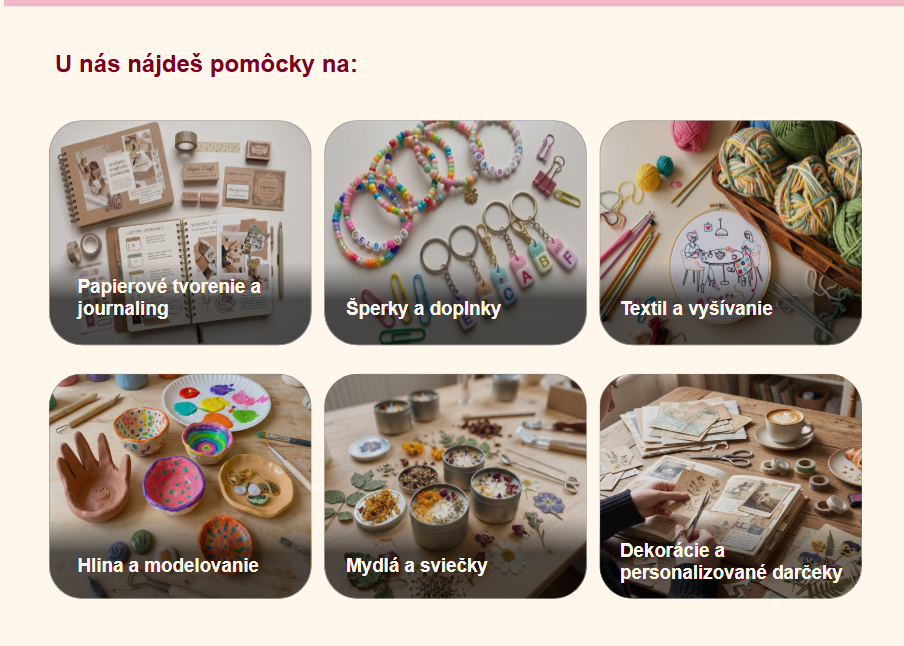 U nás nájdeš pomôcky na:
Papierové tvorenie a
journaling
Šperky a doplnky
Textil a vyšívanie
Hlina a modelovanie
Mydlá a sviečky
Dekorácie a
personalizované darčeky